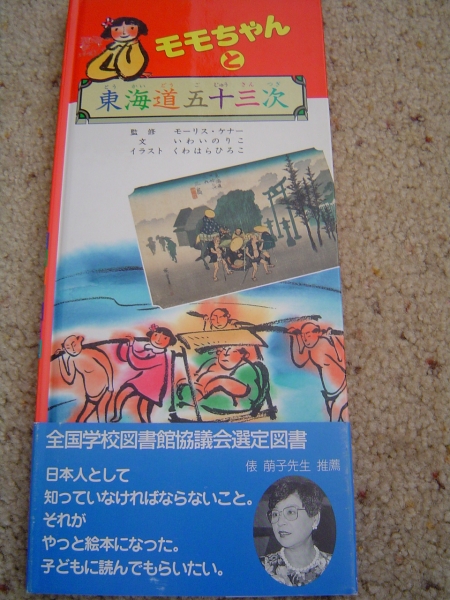 モモちゃん
と
東海道五十三次
監修 モーリス・ケナー
文 いわいのりこ
イラスト くわはらひろこ
全国学校図書館協議会選定図書
俵 萠子先生 推薦
日本人として
知っていなければならないこと。
それが
やっと絵本になった。
子どもに読んでもらいたい。